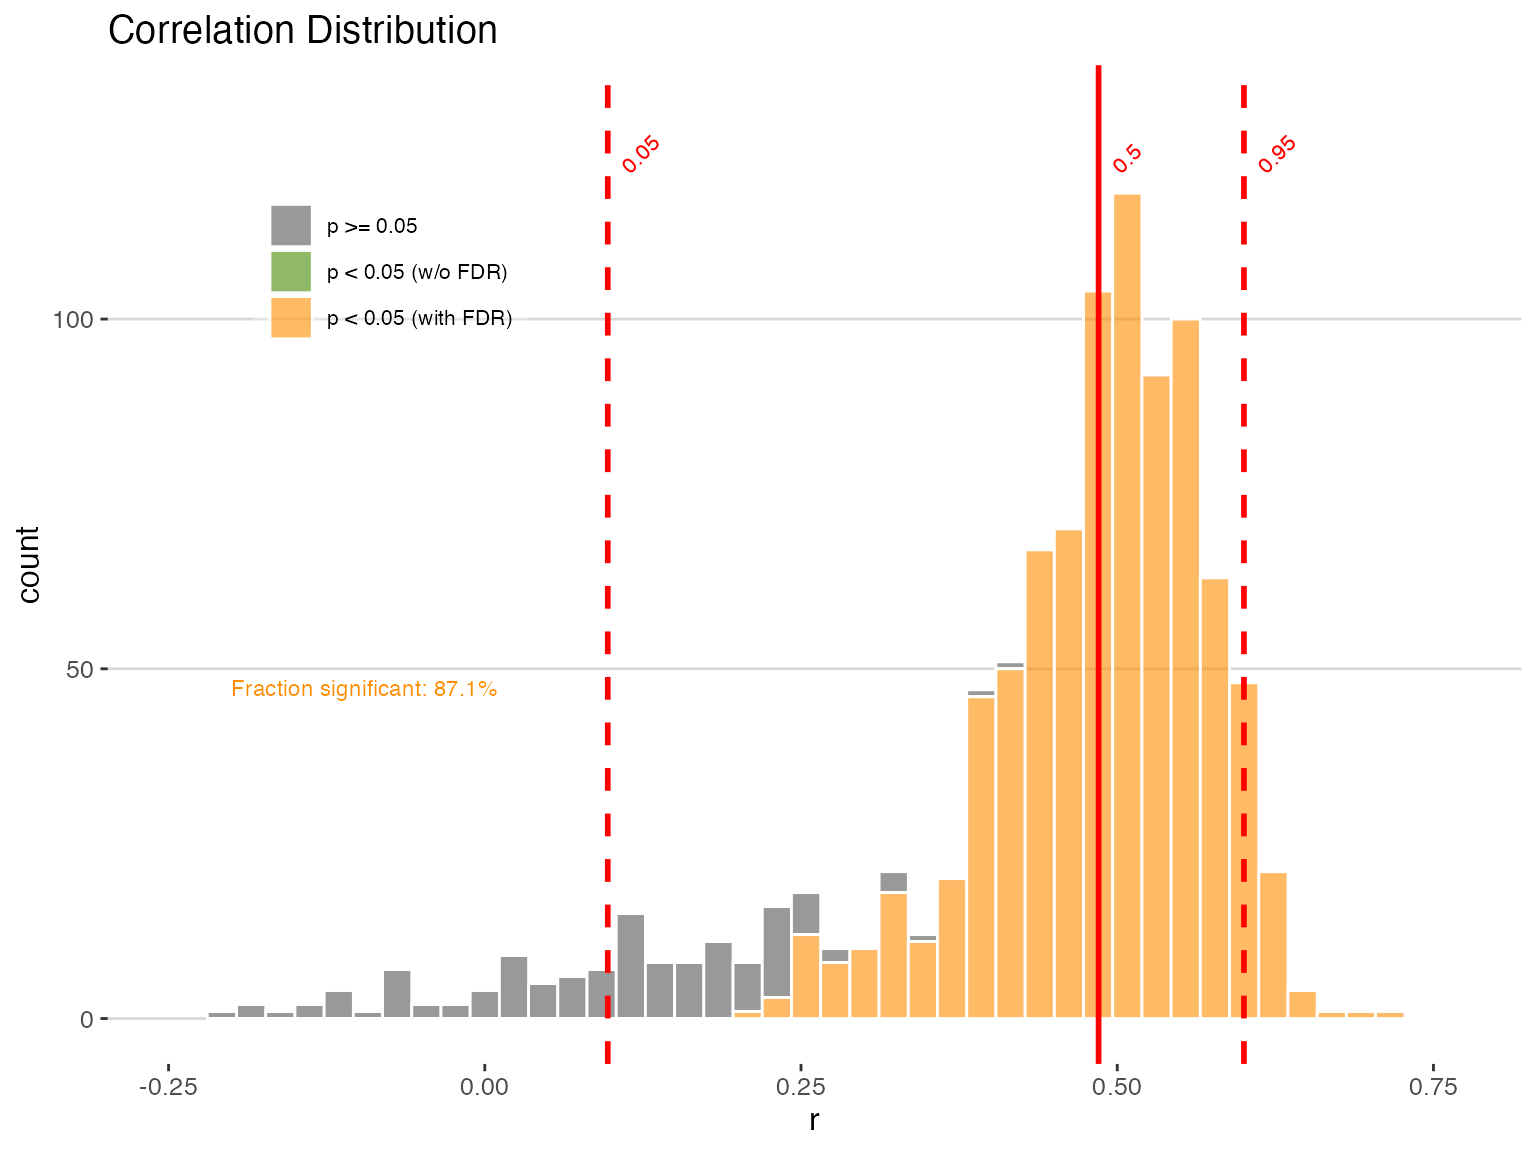 Correlation Distribution
0.05
0.5
0.95
p >= 0.05
p < 0.05 (w/o FDR)
p < 0.05 (with FDR)
100
50
0
count
Fraction significant: 87.1%
-0.25
0.00
0.25
0.50
0.75
r